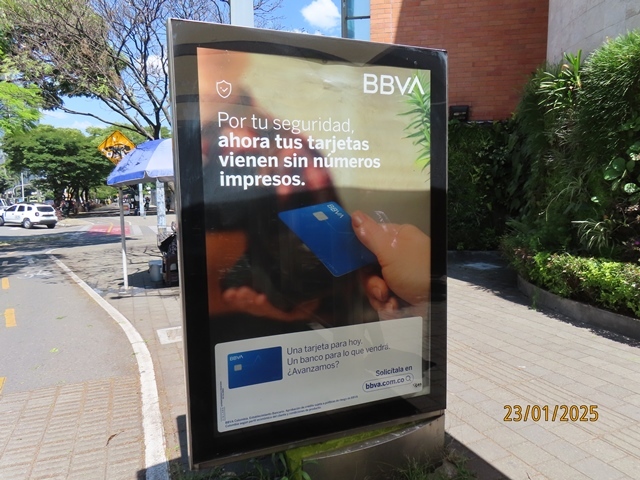 BBVA
Por tu seguridad,
ahora tus tarjetas
vienen sin números
impresos.
BBVA
BBVA
Una tarjeta para hoy.
Un banco para lo que vendrá.
¿Avanzamos?
Solicítala en
bbva.com.co
23/01/2025